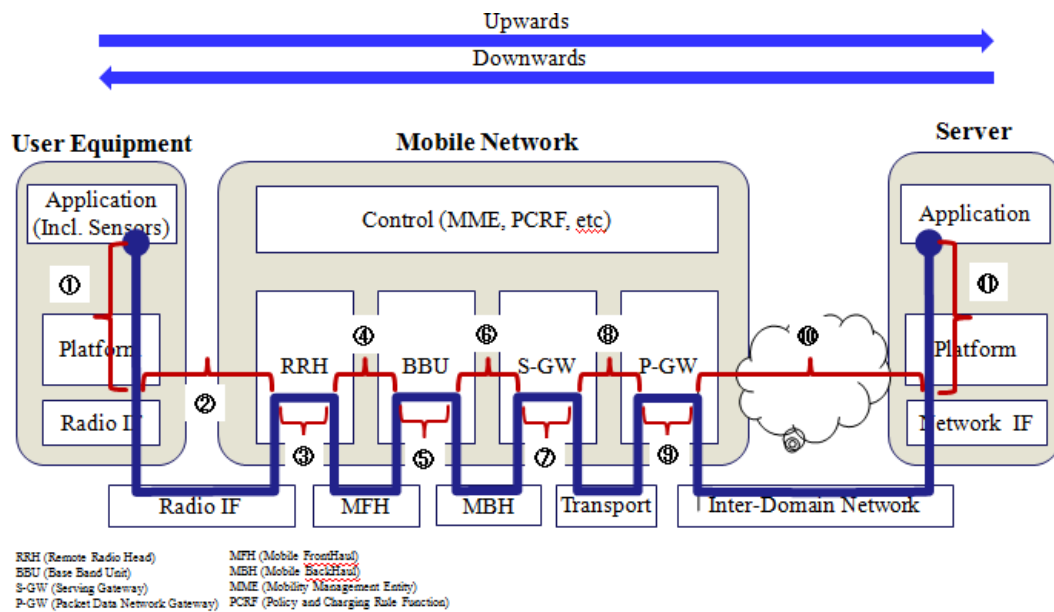 Upwards
Downwards
User Equipment
Mobile Network
Server
Application
(Incl. Sensors)
Control (MME, PCRF, etc)
Application
①
⑪
④
⑥
⑧
⑩
Platform
RRH
BBU
S-GW
P-GW
Platform
②
Radio IF
③
⑤
⑦
⑨
Network IF
Radio IF
MFH
MBH
Transport
Inter-Domain Network
RRH (Remote Radio Head)
BBU (Base Band Unit)
S-GW (Serving Gateway)
P-GW (Packet Data Network Gateway)
MFH (Mobile FrontHaul)
MBH (Mobile BackHaul)
MME (Mobility Management Entity)
PCRF (Policy and Charging Rule Function)